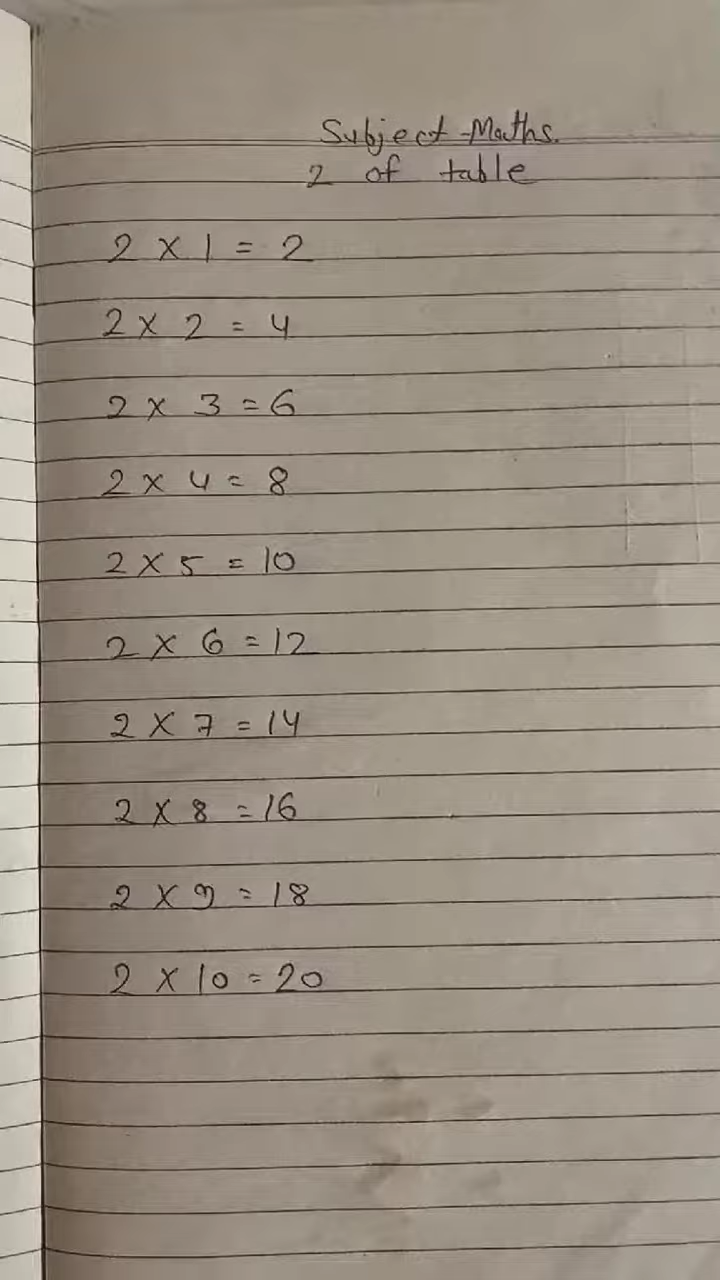 Subject-Maths.
2 of table
2 × 1 = 2
2 × 2 = 4
2 × 3 = 6
2 × 4 = 8
2 × 5 = 10
2 × 6 = 12
2 × 7 = 14
2 × 8 = 16
2 × 9 = 18
2 × 10 = 20